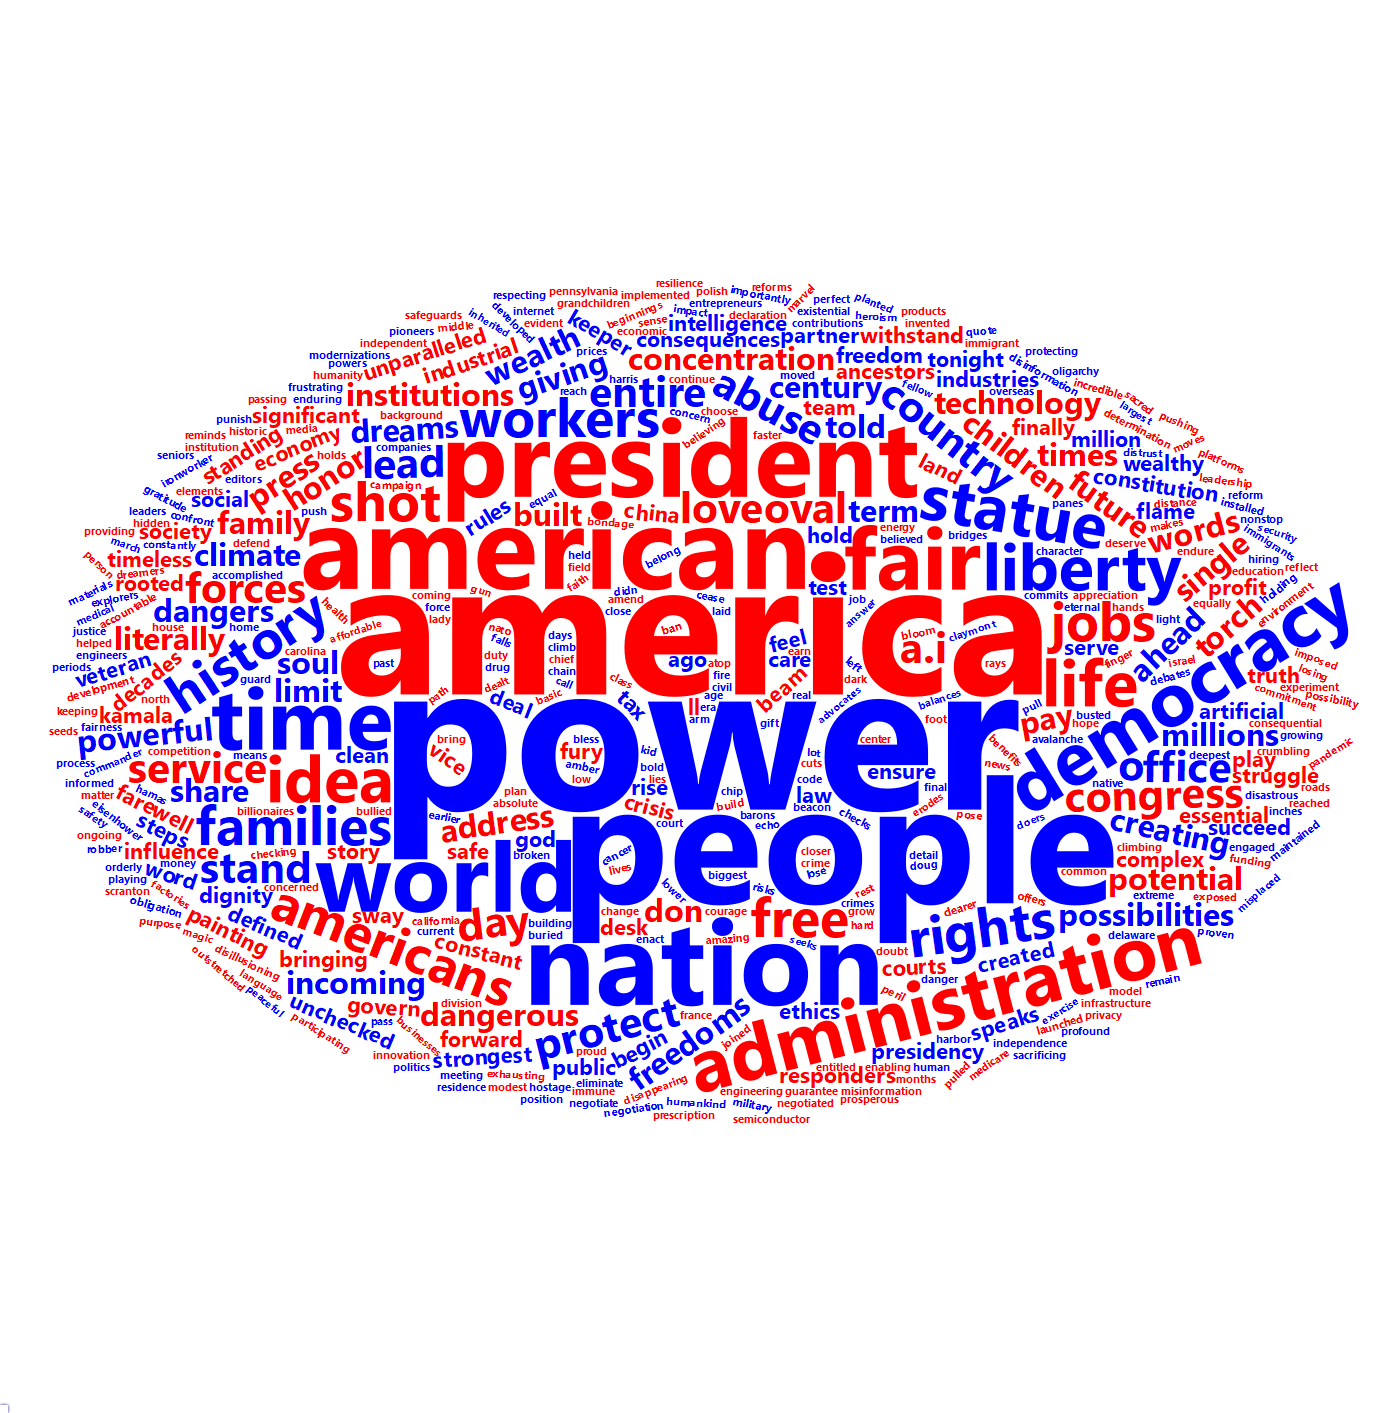 resilience
pennsylvania implemented polish importantly marvel reforms
respecting grandchildren entrepreneurs perfect planted
safeguards inherited developed internet beginnings impact declaration existential heroism products
pioneers middle evident keeper sense intelligence contributions invented
independent industrial economic consequences partner withstand quote immigrant
modernizations unparalleled wealth prices concentration freedom tonight disinformation protecting
powers giving moved ancestors oligarchy
humanity reach harris continue century fellow industries incredible sacred
frustrating institutions entire abuse team country overseas largest pushing
passing enduring concern choose technology determination
punish significant background workers told finally moves
reminds historic media dreams believing faster million distrust platforms
institution standing economy holds companies president children times wealthy leadership
seniors ironworker press honor lead land constitution reform
gratitude elements editors campaign future distance installed
leaders social push shot rules equal term statue panes flame nonstop
hidden confront family built bondage china love oval energy bridges makes words security
providing society defend hold believed character deserve endure immigrants
march constantly climate american held belong fair liberty single hiring
person timeless field test commits appreciation education reflect
materials dreamers rooted accomplished faith didn cease job eternal hands profit holding
explorers forces health coming gun amend answer light equally environment
medical accountable dangers force close laid america jobs torch
justice house home history lady nato ban bloom claymont democracy
helped literally carolina affordable falls days feel a.i serve ahead imposed
engineers soul duty climb ago atop earn left rays finger israel truth losing
periods veteran decades past drug chief care dark life debates experiment
development guard dealt chain class fire civil beam commitment possibility
keeping kamala north limit path basic call age gift advocates balances pull artificial consequential
seeds fairness powerful time deal tax ll era arm power foot pay busted hope growing
process competition means clean bring vice bless fury kid lot center avalanche millions deepest crumbling pandemic
commander service idea amber bold cuts ensure benefits news office play
informed hamas share low lies code final native struggle roads
matter farewell billionaires bullied plan rise chip law beacon erodes congress essential disastrous reached
eisenhower absolute crisis build barons checks pose inches
safety steps families earlier address court echo people doers creating succeed
ongoing checking god closer detail climbing engaged maintained
robber influence story safe broken cancer crime doug complex funding
orderly money stand world lives lose common potential
playing word concerned biggest risks rest extreme exposed misplaced
scranton factories dignity lower crimes offers
obligation sway california day change don courage free grow dearer possibilities
purpose painting defined americans current building desk hard rights delaware proven
magic constant buried enact amazing seeks
disillusioning bringing nation doubt created administration
outstretched language courts danger remain
peaceful incoming peril model
unchecked govern division protect france freedoms ethics speaks exercise infrastructure
participating pass dangerous joined harbor launched privacy
businesses forward begin independence profound
innovation strongest proud presidency sacrificing
politics public entitled enabling human pulled medicare
meeting exhausting eliminate disappearing responders months
residence modest hostage immune engineering guarantee misinformation
position negotiate humankind military negotiated prosperous
negotiation prescription
semiconductor